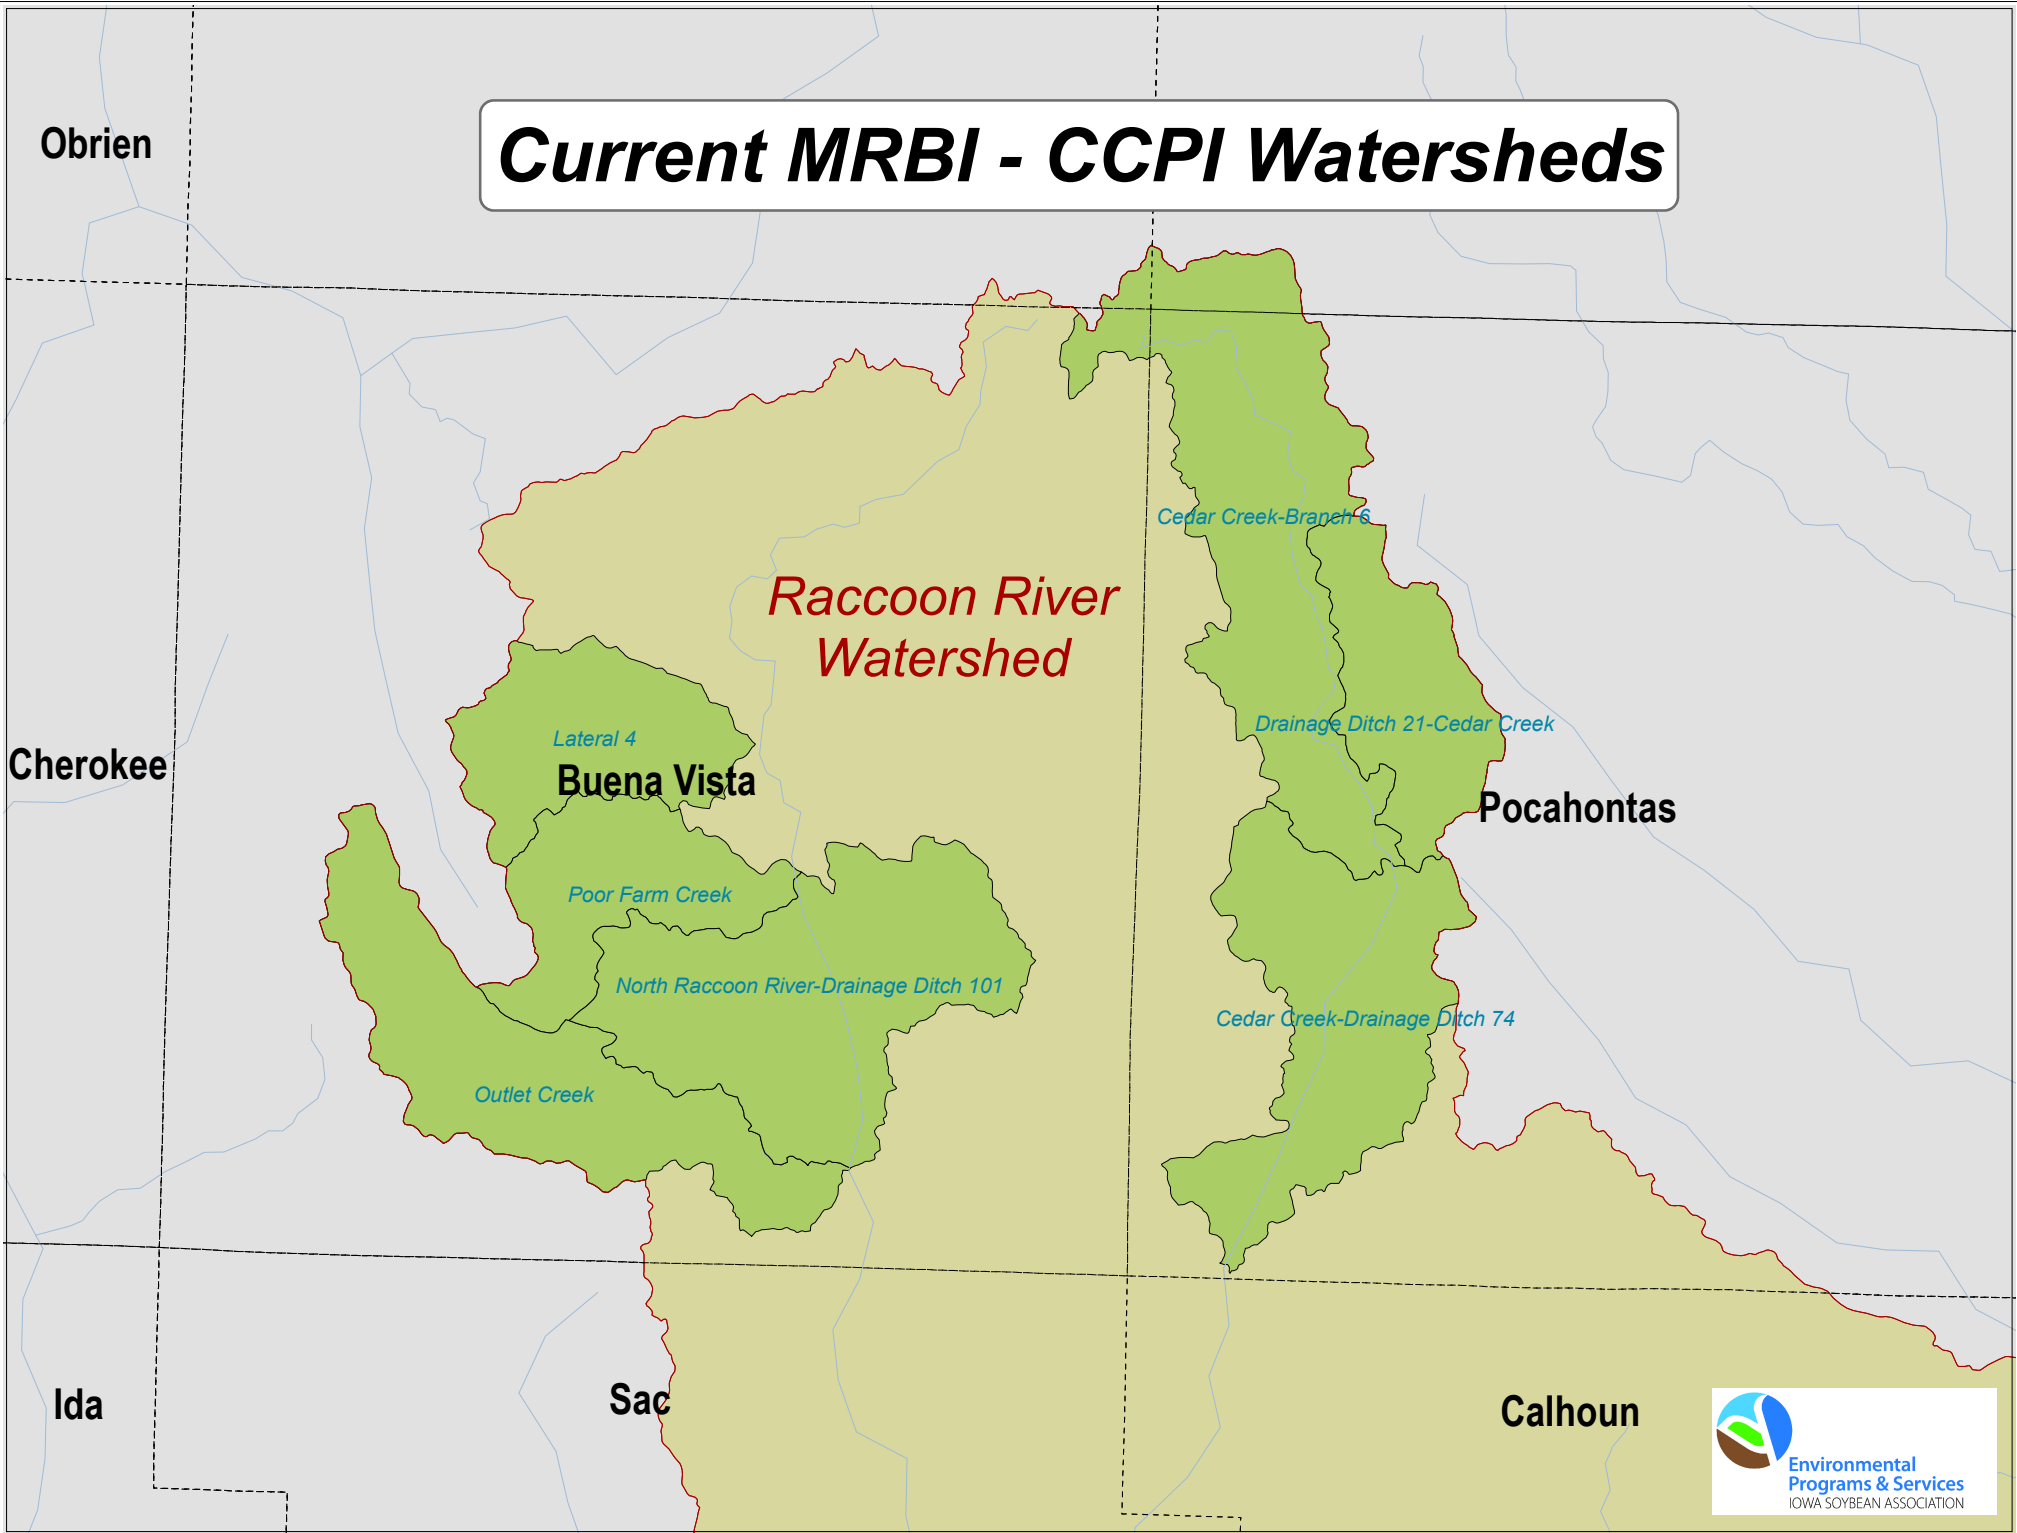 Current MRBI - CCPI Watersheds
Obrien
Cedar Creek-Branch 6
Raccoon River
Watershed
Drainage Ditch 21-Cedar Creek
Lateral 4
Cherokee
Buena Vista
Pocahontas
Poor Farm Creek
North Raccoon River-Drainage Ditch 101
Cedar Creek-Drainage Ditch 74
Outlet Creek
Ida
Sac
Calhoun
Environmental
Programs & Services
IOWA SOYBEAN ASSOCIATION